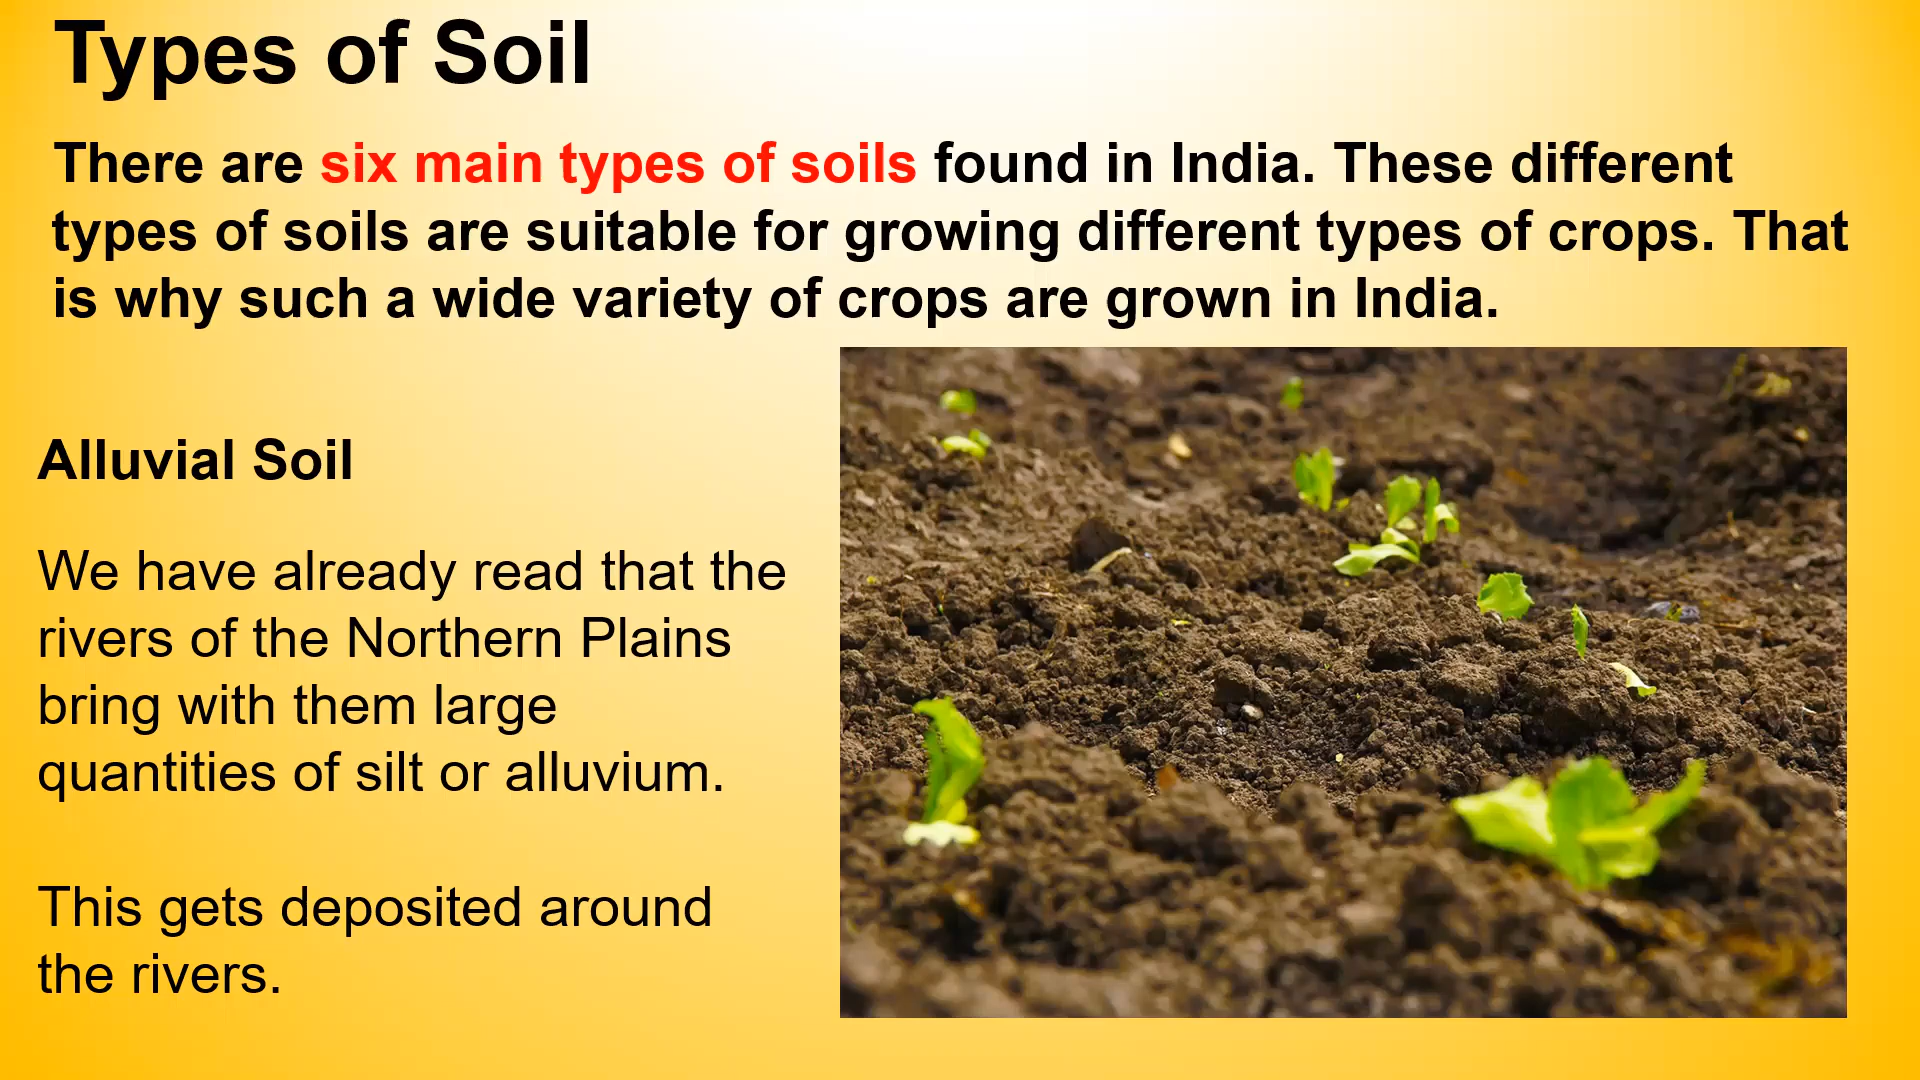 Types of Soil
There are six main types of soils found in India. These different
types of soils are suitable for growing different types of crops. That
is why such a wide variety of crops are grown in India.
Alluvial Soil
We have already read that the
rivers of the Northern Plains
bring with them large
quantities of silt or alluvium.
This gets deposited around
the rivers.